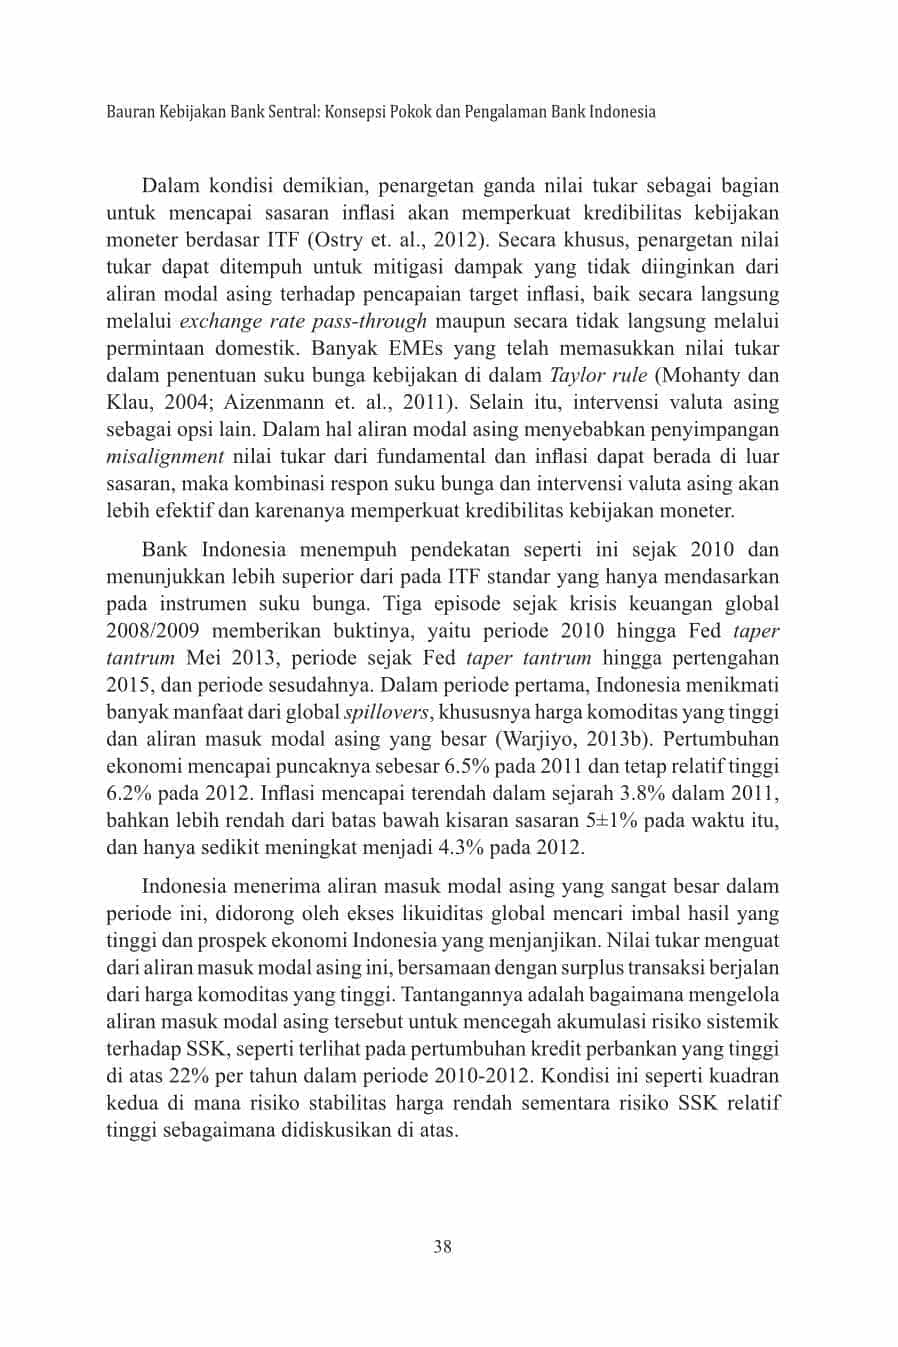 Bauran Kebijakan Bank Sentral: Konsepsi Pokok dan Pengalaman Bank Indonesia
Dalam kondisi demikian, penargetan ganda nilai tukar sebagai bagian
untuk mencapai sasaran inflasi akan memperkuat kredibilitas kebijakan
moneter berdasar ITF (Ostry et. al., 2012). Secara khusus, penargetan nilai
tukar dapat ditempuh untuk mitigasi dampak yang tidak diinginkan dari
aliran modal asing terhadap pencapaian target inflasi, baik secara langsung
melalui exchange rate pass-through maupun secara tidak langsung melalui
permintaan domestik. Banyak EMEs yang telah memasukkan nilai tukar
dalam penentuan suku bunga kebijakan di dalam Taylor rule (Mohanty dan
Klau, 2004; Aizenmann et. al., 2011). Selain itu, intervensi valuta asing
sebagai opsi lain. Dalam hal aliran modal asing menyebabkan penyimpangan
misalignment nilai tukar dari fundamental dan inflasi dapat berada di luar
sasaran, maka kombinasi respon suku bunga dan intervensi valuta asing akan
lebih efektif dan karenanya memperkuat kredibilitas kebijakan moneter.
Bank Indonesia menempuh pendekatan seperti ini sejak 2010 dan
menunjukkan lebih superior dari pada ITF standar yang hanya mendasarkan
pada instrumen suku bunga. Tiga episode sejak krisis keuangan global
2008/2009 memberikan buktinya, yaitu periode 2010 hingga Fed taper
tantrum Mei 2013, periode sejak Fed taper tantrum hingga pertengahan
2015, dan periode sesudahnya. Dalam periode pertama, Indonesia menikmati
banyak manfaat dari global spillovers, khususnya harga komoditas yang tinggi
dan aliran masuk modal asing yang besar (Warjiyo, 2013b). Pertumbuhan
ekonomi mencapai puncaknya sebesar 6.5% pada 2011 dan tetap relatif tinggi
6.2% pada 2012. Inflasi mencapai terendah dalam sejarah 3.8% dalam 2011,
bahkan lebih rendah dari batas bawah kisaran sasaran 5±1% pada waktu itu,
dan hanya sedikit meningkat menjadi 4.3% pada 2012.
Indonesia menerima aliran masuk modal asing yang sangat besar dalam
periode ini, didorong oleh ekses likuiditas global mencari imbal hasil yang
tinggi dan prospek ekonomi Indonesia yang menjanjikan. Nilai tukar menguat
dari aliran masuk modal asing ini, bersamaan dengan surplus transaksi berjalan
dari harga komoditas yang tinggi. Tantangannya adalah bagaimana mengelola
aliran masuk modal asing tersebut untuk mencegah akumulasi risiko sistemik
terhadap SSK, seperti terlihat pada pertumbuhan kredit perbankan yang tinggi
di atas 22% per tahun dalam periode 2010-2012. Kondisi ini seperti kuadran
kedua di mana risiko stabilitas harga rendah sementara risiko SSK relatif
tinggi sebagaimana didiskusikan di atas.
38